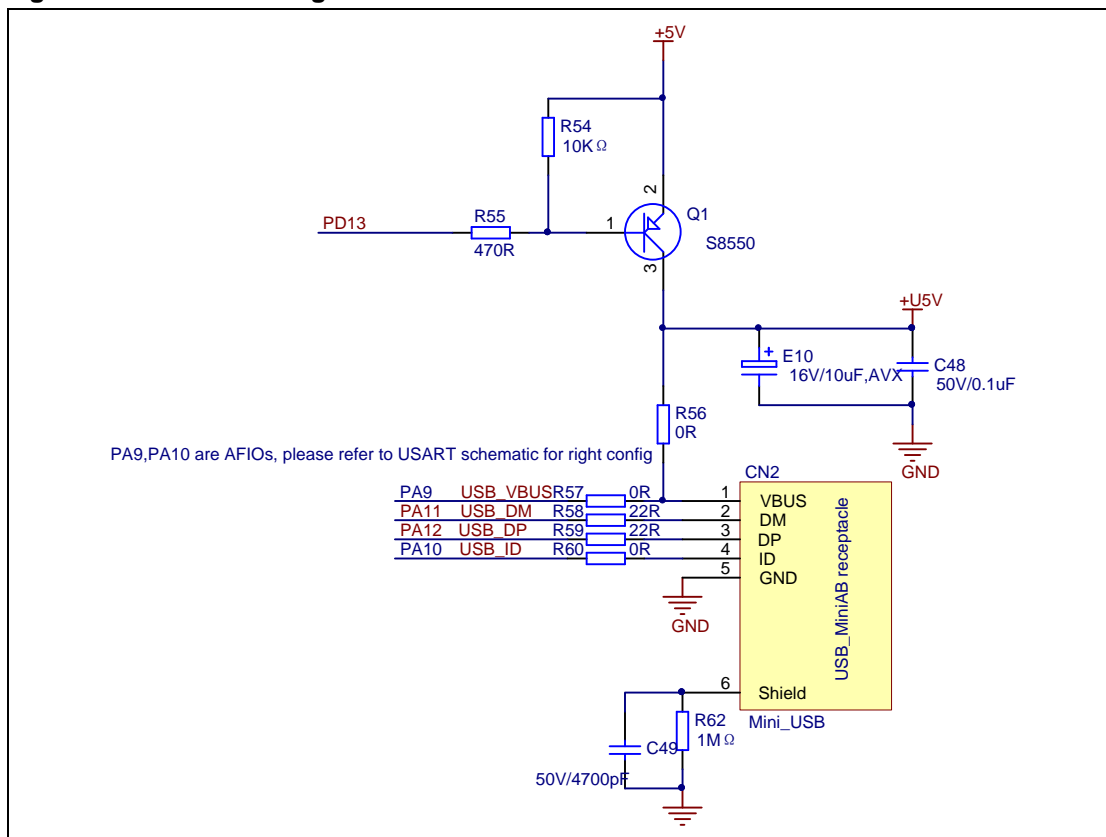 +5V
R54
10KΩ
2
Q1
PD13
R55
1
470R
S8550
3
+U5V
E10
16V/10uF,AVX
C48
50V/0.1uF
R56
0R
GND
PA9,PA10 are AFIOs, please refer to USART schematic for right config
CN2
PA9 USB_VBUS R57 0R 1 VBUS
PA11 USB_DM R58 22R 2 DM
PA12 USB_DP R59 22R 3 DP
PA10 USB_ID R60 0R 4 ID
5 GND
GND
USB_MiniAB receptacle
6 Shield
Mini_USB
R62
1MΩ
C49
50V/4700pF